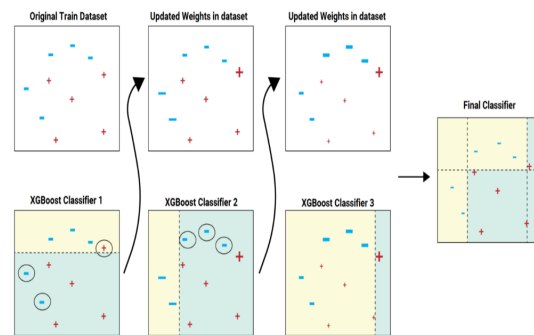 Original Train Dataset
Updated Weights in dataset
Updated Weights in dataset
Final Classifier
XGBoost Classifier 1
XGBoost Classifier 2
XGBoost Classifier 3